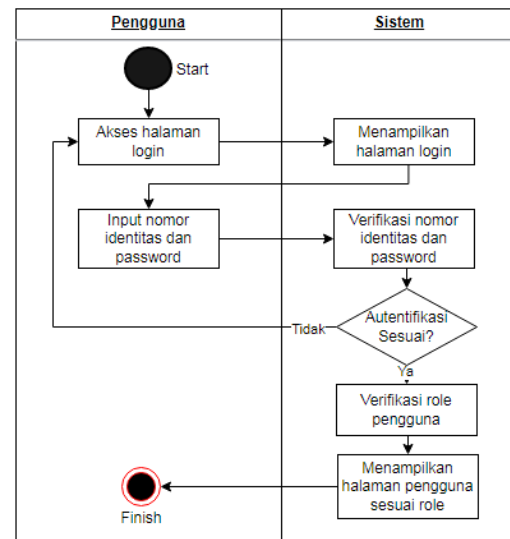 Pengguna
Sistem
Start
Akses halaman
login
Menampilkan
halaman login
Input nomor
identitas dan
password
Verifikasi nomor
identitas dan
password
Autentifikasi
Sesuai?
Tidak
Ya
Verifikasi role
pengguna
Menampilkan
halaman pengguna
sesuai role
Finish